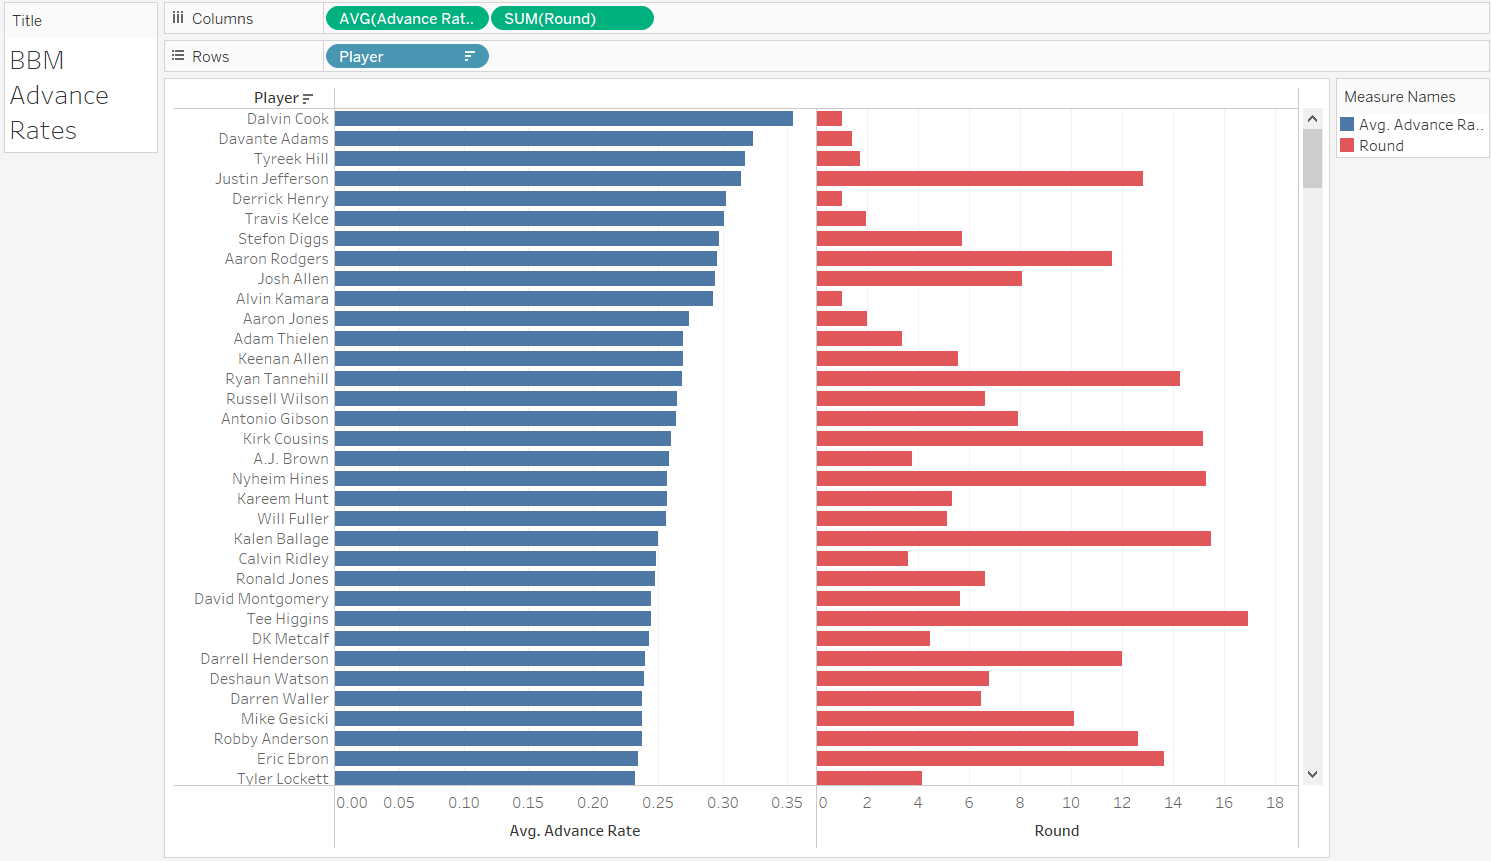 Title
BBM
Advance
Rates
Columns
AVG(Advance Rat..
SUM(Round)
Rows
Player
Player
Dalvin Cook
Davante Adams
Tyreek Hill
Justin Jefferson
Derrick Henry
Travis Kelce
Stefon Diggs
Aaron Rodgers
Josh Allen
Alvin Kamara
Aaron Jones
Adam Thielen
Keenan Allen
Ryan Tannehill
Russell Wilson
Antonio Gibson
Kirk Cousins
A.J. Brown
Nyheim Hines
Kareem Hunt
Will Fuller
Kalen Ballage
Calvin Ridley
Ronald Jones
David Montgomery
Tee Higgins
DK Metcalf
Darrell Henderson
Deshaun Watson
Darren Waller
Mike Gesicki
Robby Anderson
Eric Ebron
Tyler Lockett
0.00 0.05 0.10 0.15 0.20 0.25 0.30 0.35
Avg. Advance Rate
0 2 4 6 8 10 12 14 16 18
Round
Measure Names
Avg. Advance Ra..
Round